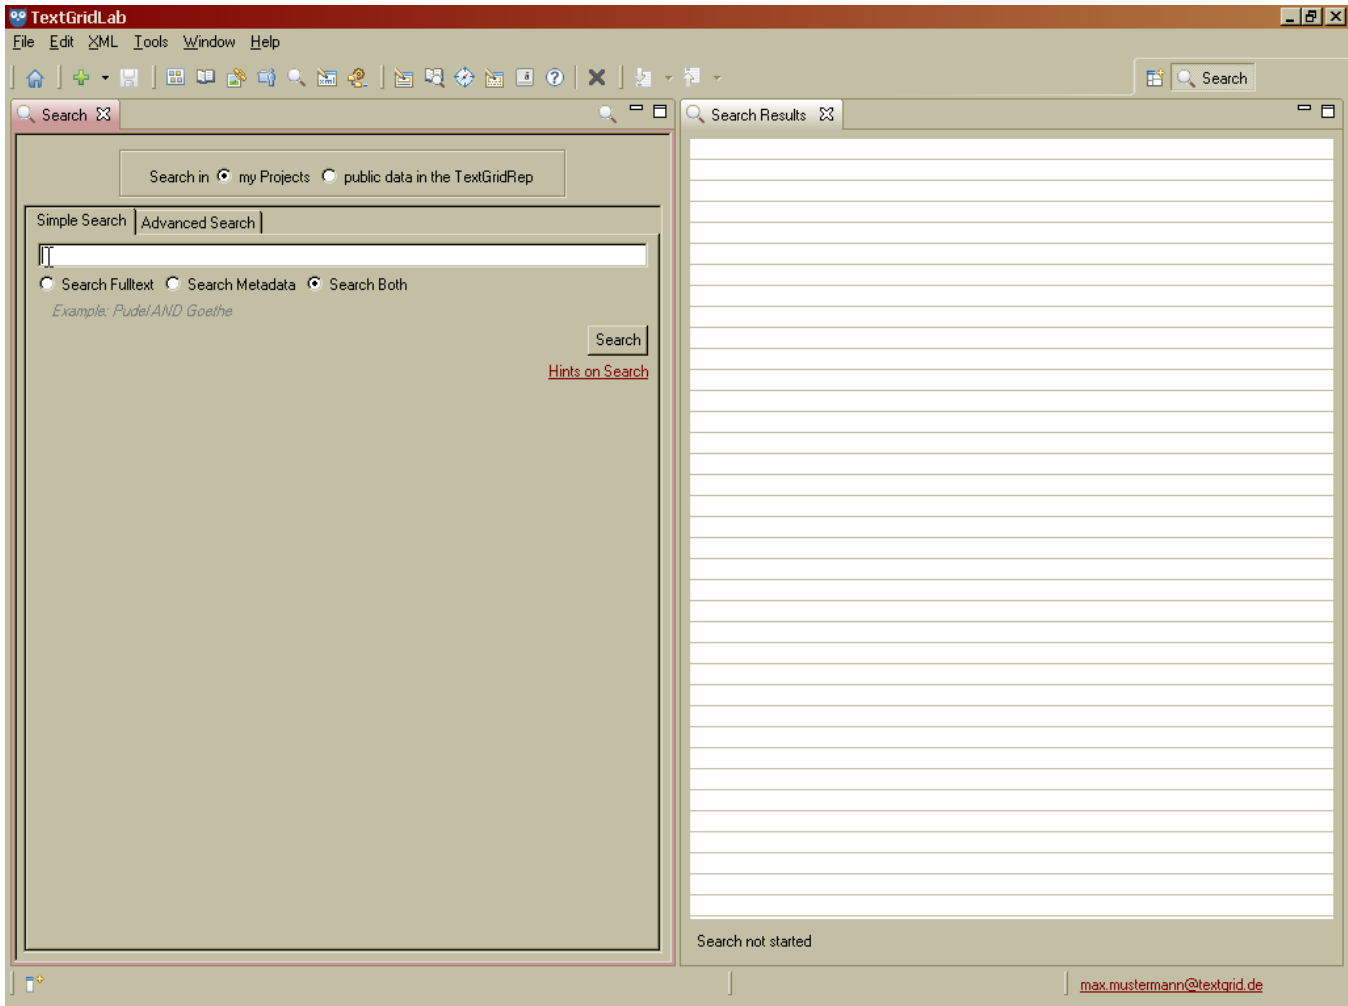 TextGridLab
File Edit XML Tools Window Help
Search
Search
Search Results
Search in my Projects public data in the TextGridRep
Simple Search Advanced Search
Search Fulltext Search Metadata Search Both
Example: Pudel AND Goethe
Search
Hints on Search
Search not started
max.mustermann@textgrid.de